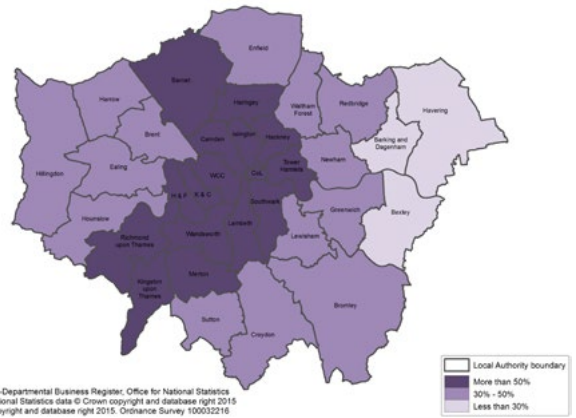 Enfield
Barnet
Harrow
Haringey
Waltham
Forest
Redbridge
Havering
Brent
Camden
Islington
Hackney
Barking and
Dagenham
Hillingdon
Ealing
WCC
CoL
Tower
Hamlets
Newham
H & F
K & C
Southwark
Hounslow
Greenwich
Bexley
Richmond
upon Thames
Wandsworth
Lambeth
Lewisham
Kingston
upon
Thames
Merton
Sutton
Croydon
Bromley
-Departmental Business Register, Office for National Statistics
ional Statistics data © Crown copyright and database right 2015
yright and database right 2015. Ordnance Survey 100032216
Local Authority boundary
More than 50%
30% - 50%
Less than 30%